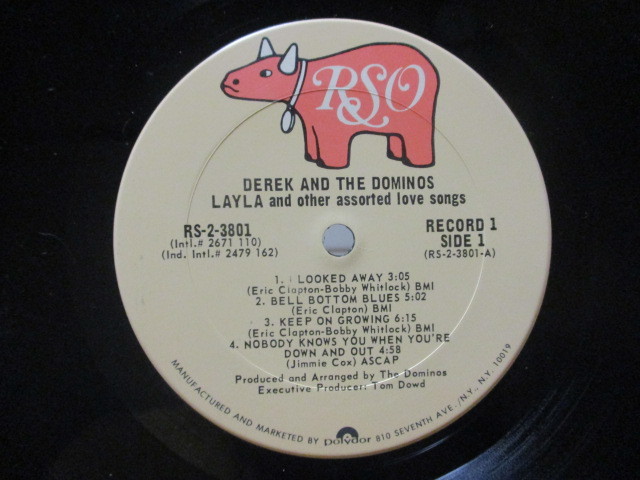 RSO
DEREK AND THE DOMINOS
LAYLA and other assorted love songs
RS-2-3801
(Intl.# 2671 110)
(Ind. Intl.# 2479 162)
RECORD 1
SIDE 1
(RS-2-3801-A)
1. I LOOKED AWAY 3:05
(Eric Clapton-Bobby Whitlock) BMI
2. BELL BOTTOM BLUES 5:02
(Eric Clapton) BMI
3. KEEP ON GROWING 6:15
(Eric Clapton-Bobby Whitlock) BMI
4. NOBODY KNOWS YOU WHEN YOU'RE
DOWN AND OUT 4:58
(Jimmie Cox) ASCAP
Produced and Arranged by The Dominos
Executive Producer: Tom Dowd
MANUFACTURED AND MARKETED BY polydor 810 SEVENTH AVE./N.Y., N.Y. 10019